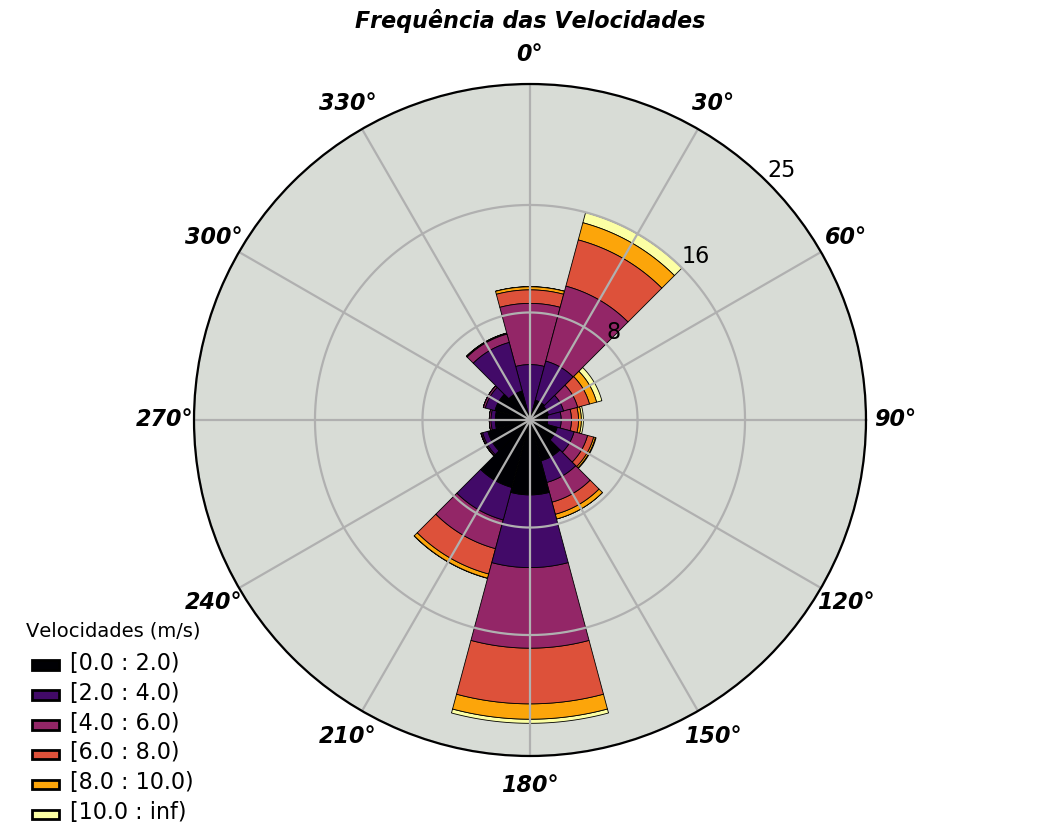 Frequência das Velocidades
0°
330°
30°
25
300°
60°
16
8
270°
90°
240°
120°
210°
150°
180°
Velocidades (m/s)
[0.0 : 2.0)
[2.0 : 4.0)
[4.0 : 6.0)
[6.0 : 8.0)
[8.0 : 10.0)
[10.0 : inf)